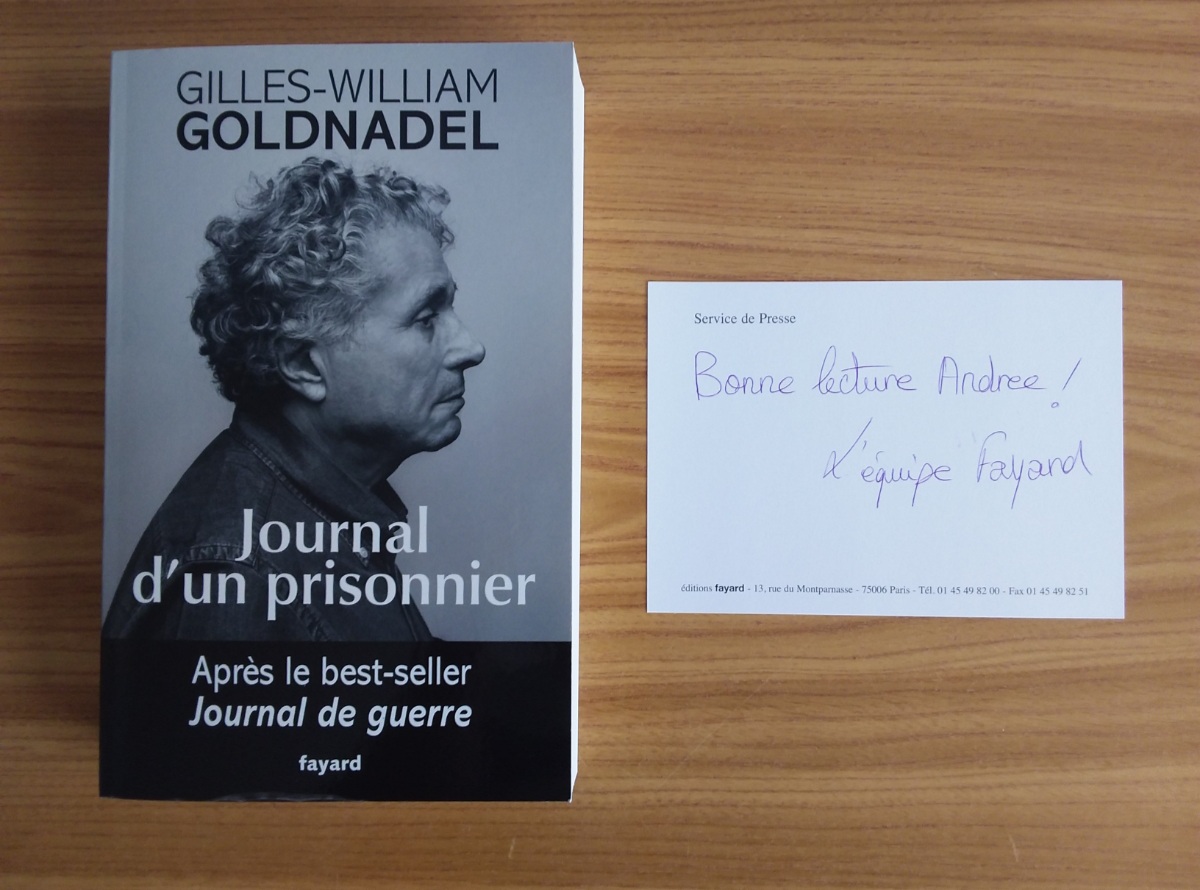 GILLES-WILLIAM
GOLDNADEL
Journal
d'un prisonnier
Après le best-seller
Journal de guerre
fayard
Service de Presse
Bonne lecture Andree !
L'équipe Fayard
éditions fayard - 13, rue du Montparnasse - 75006 Paris - Tél. 01 45 49 82 00 - Fax 01 45 49 82 51